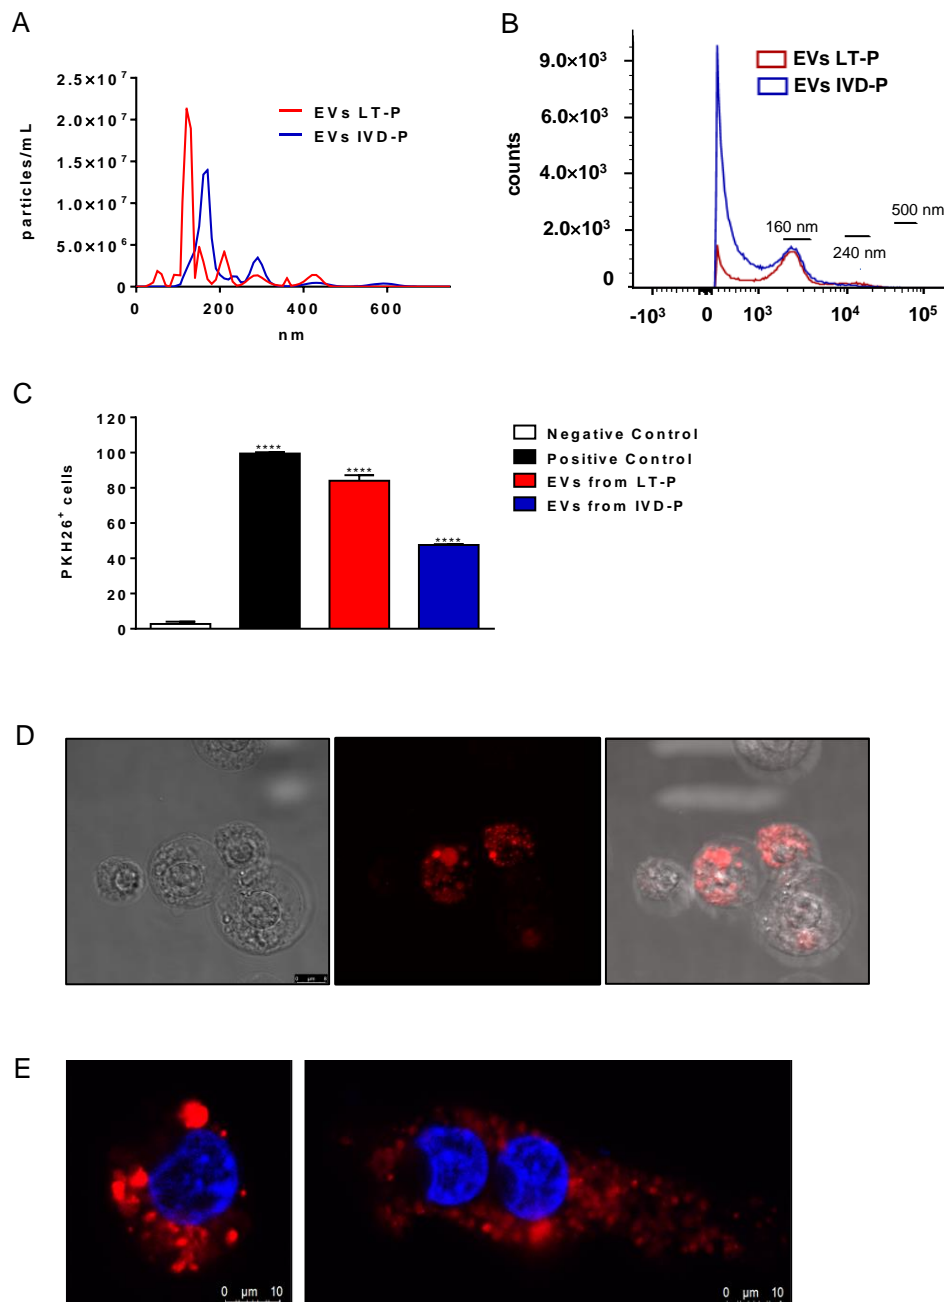 A
2.5×10⁷
2.0×10⁷
1.5×10⁷
1.0×10⁷
5.0×10⁶
0
particles/mL
0 200 400 600
nm
EVs LT-P
EVs IVD-P
B
9.0×10³
6.0×10³
4.0×10³
2.0×10³
0
counts
EVs LT-P
EVs IVD-P
160 nm
240 nm
500 nm
-10³ 0 10³ 10⁴ 10⁵
C
120
100
80
60
40
20
0
PKH26⁺ cells
****
****
****
Negative Control
Positive Control
EVs from LT-P
EVs from IVD-P
D
E
0 µm 10
0 µm 10